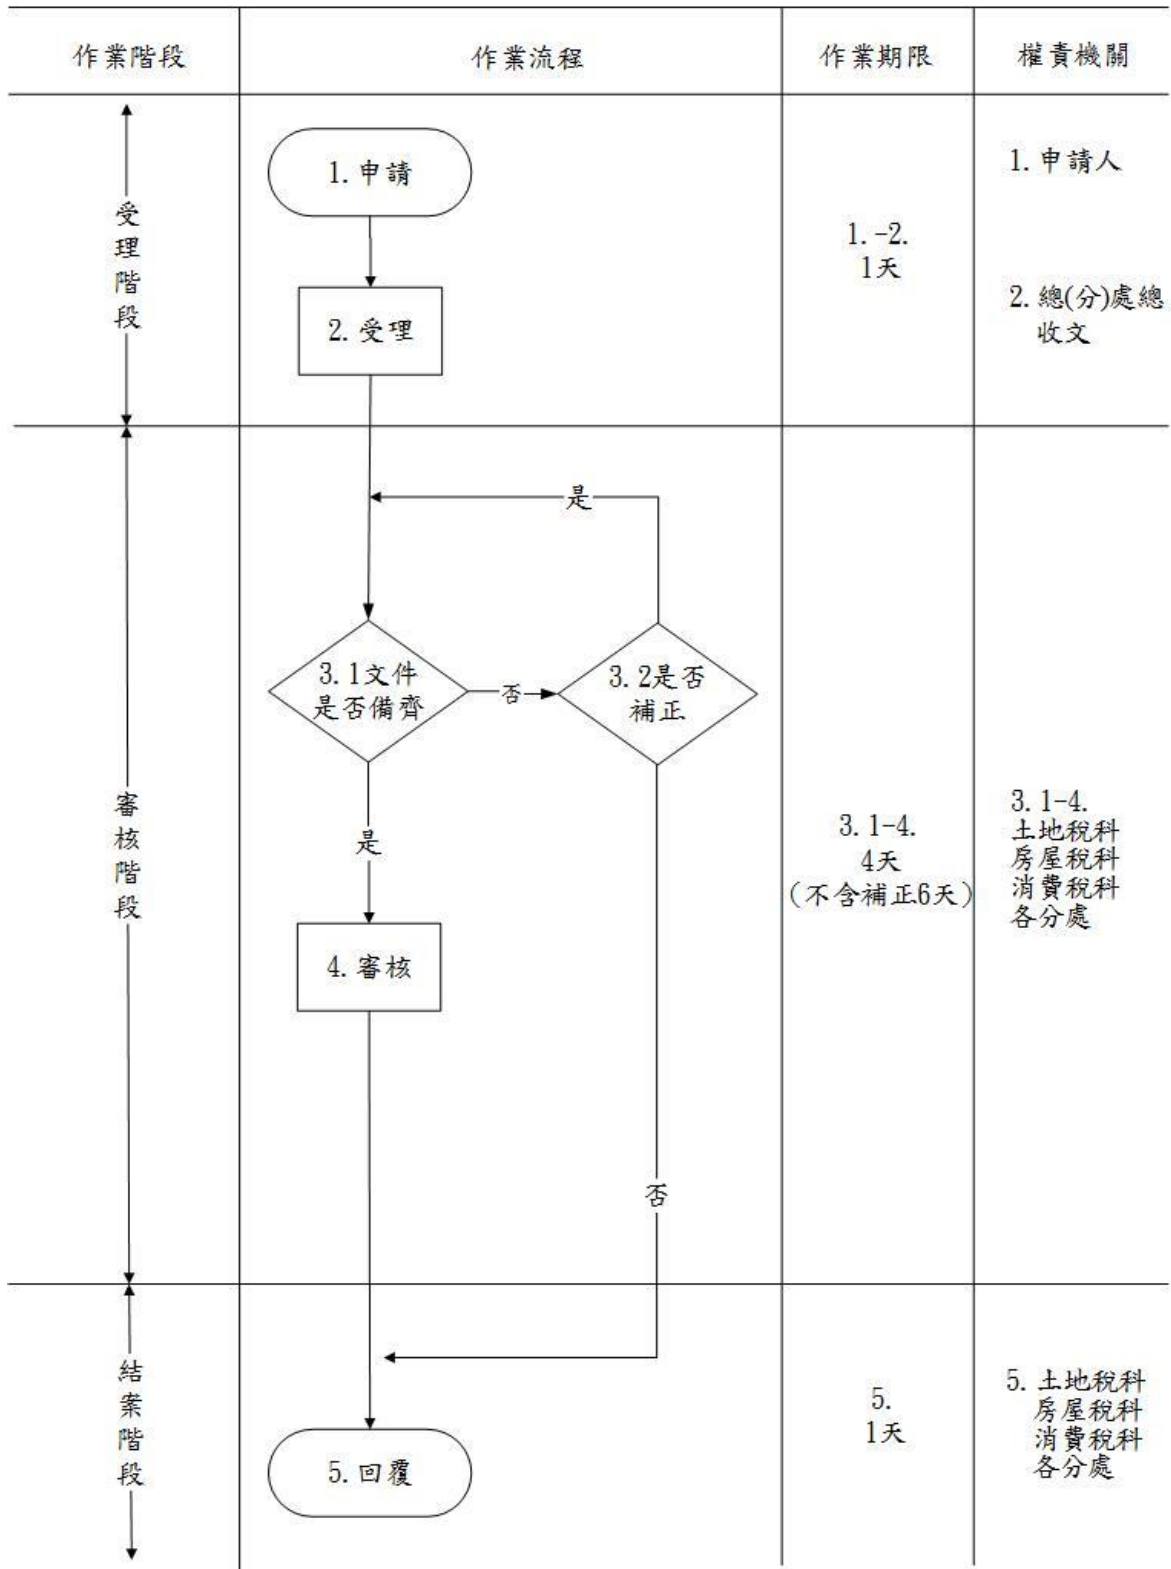 作業階段
作業流程
作業期限
權責機關
受理階段
1. 申請
2. 受理
1. -2.
1天
1. 申請人
2. 總(分)處總
收文
審核階段
是
3. 1文件
是否備齊
否
3. 2是否
補正
是
4. 審核
否
3. 1-4.
4天
(不含補正6天)
3. 1-4.
土地稅科
房屋稅科
消費稅科
各分處
結案階段
5. 回覆
5.
1天
5. 土地稅科
房屋稅科
消費稅科
各分處